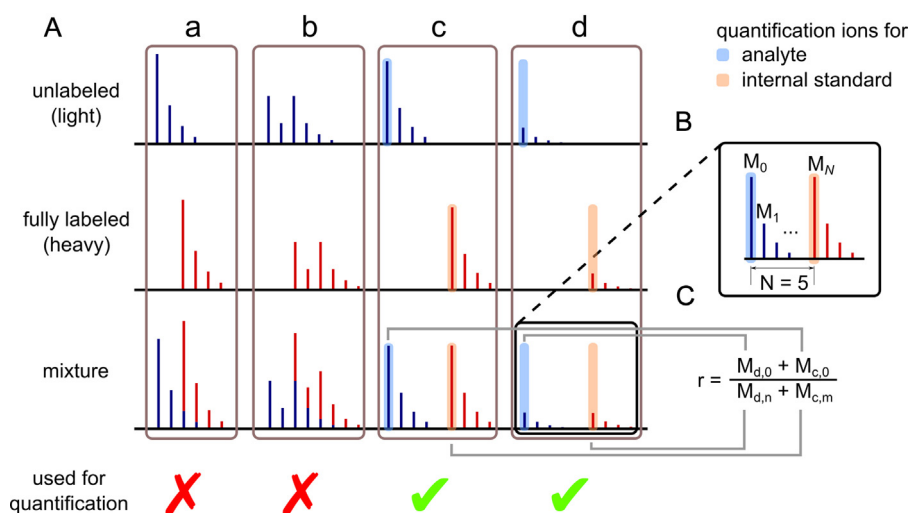 A
a
b
c
d
quantification ions for
analyte
internal standard
unlabeled
(light)
B
M0
MN
M1
...
N = 5
fully labeled
(heavy)
C
mixture
r = Md,0 + Mc,0
Md,n + Mc,m
used for
quantification
✗
✗
✓
✓